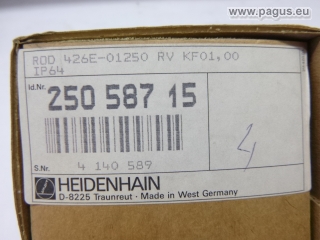 www.pagus.eu
ROD 426E-01250 RV KF01,00
IP64
Id.Nr.
250 587 15
4
S.Nr. 4 140 589
HEIDENHAIN
D-8225 Traunreut · Made in West Germany